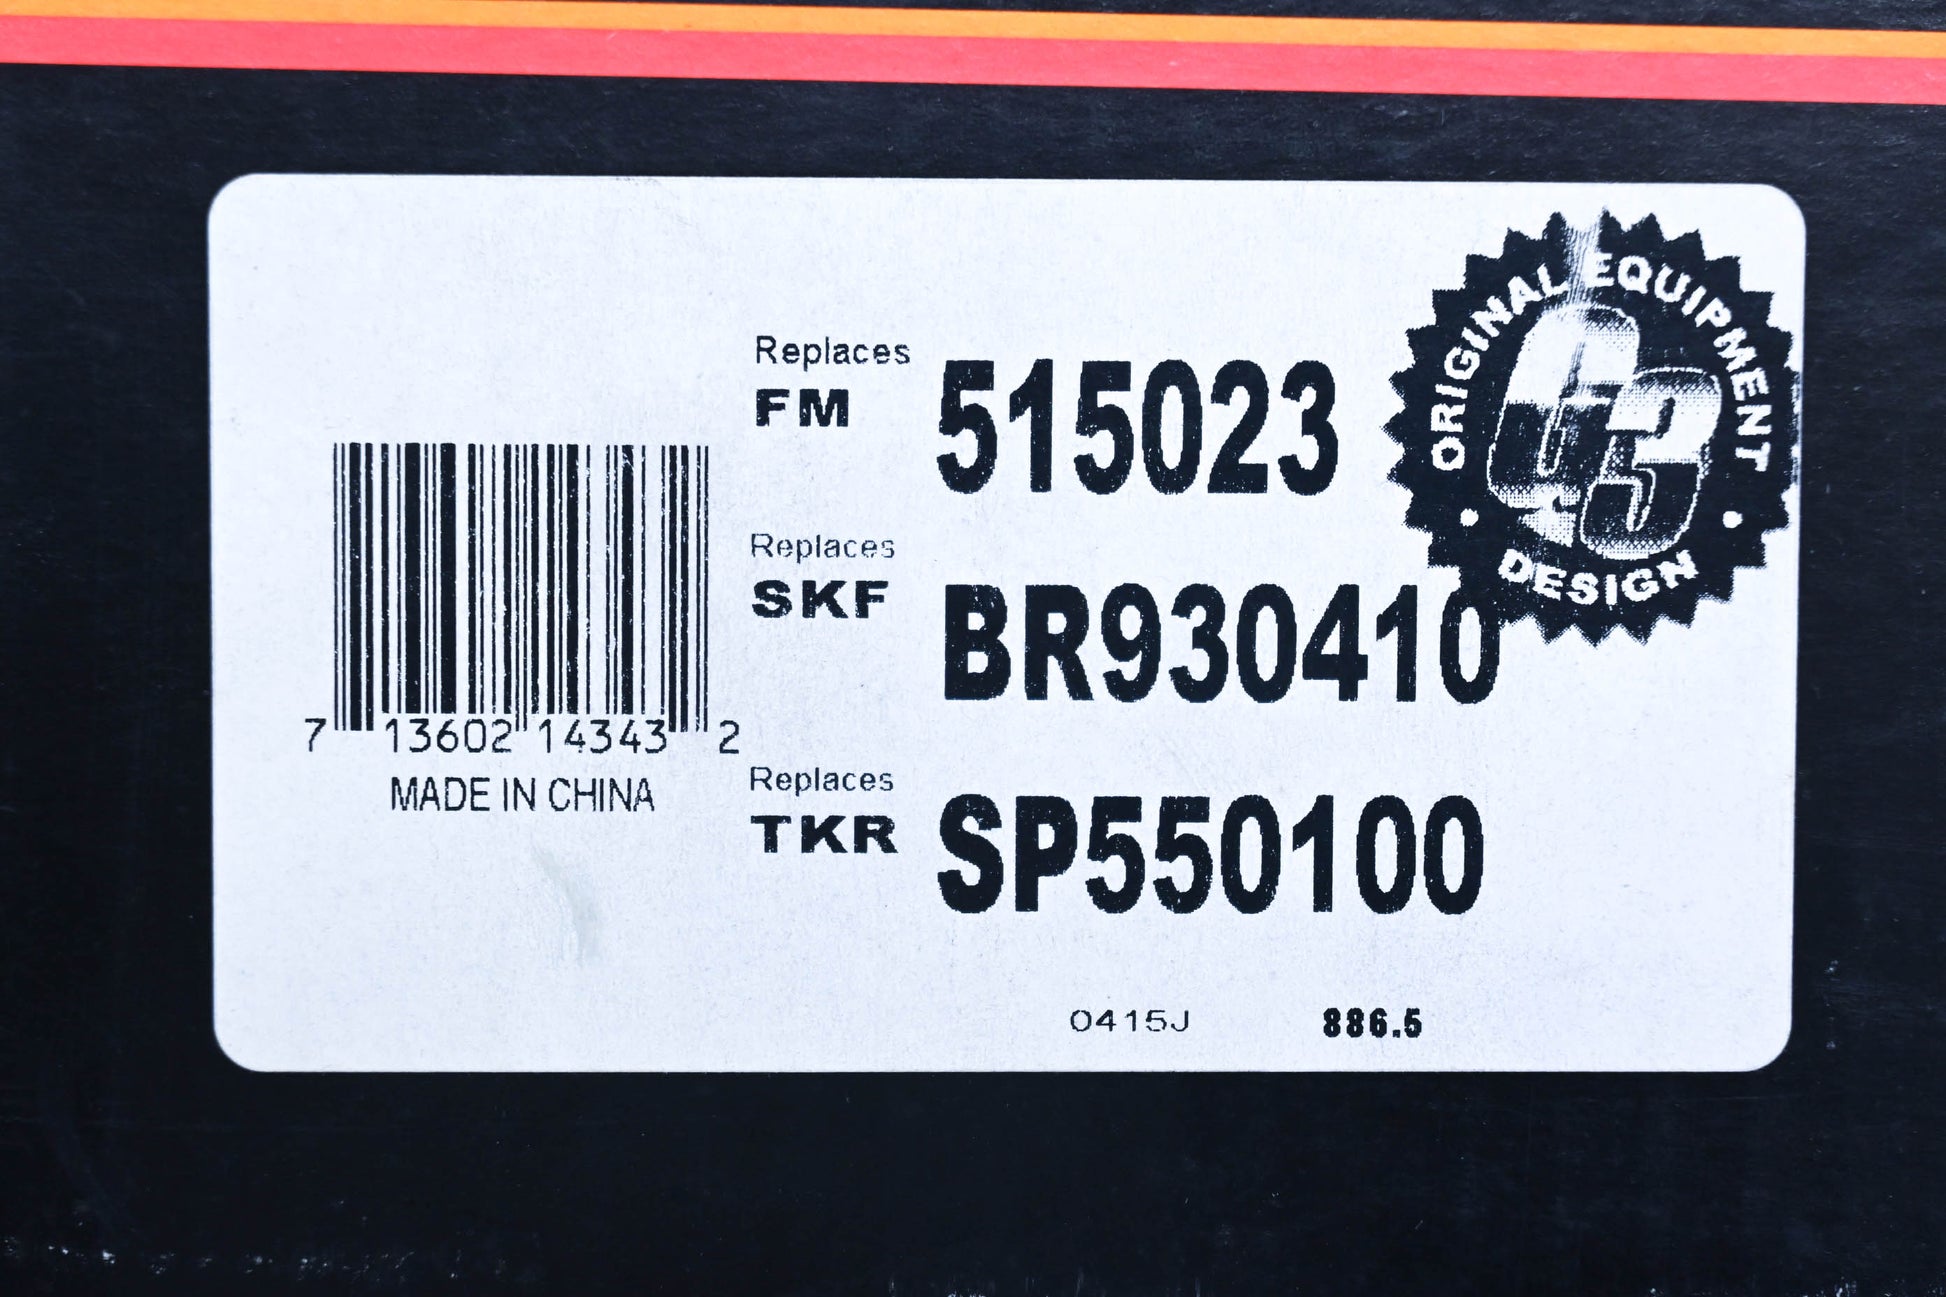 Replaces
FM 515023
Replaces
SKF BR930410
Replaces
TKR SP550100
7 13602 14343 2
MADE IN CHINA
ORIGINAL EQUIPMENT
G3
DESIGN
0415J 886.5